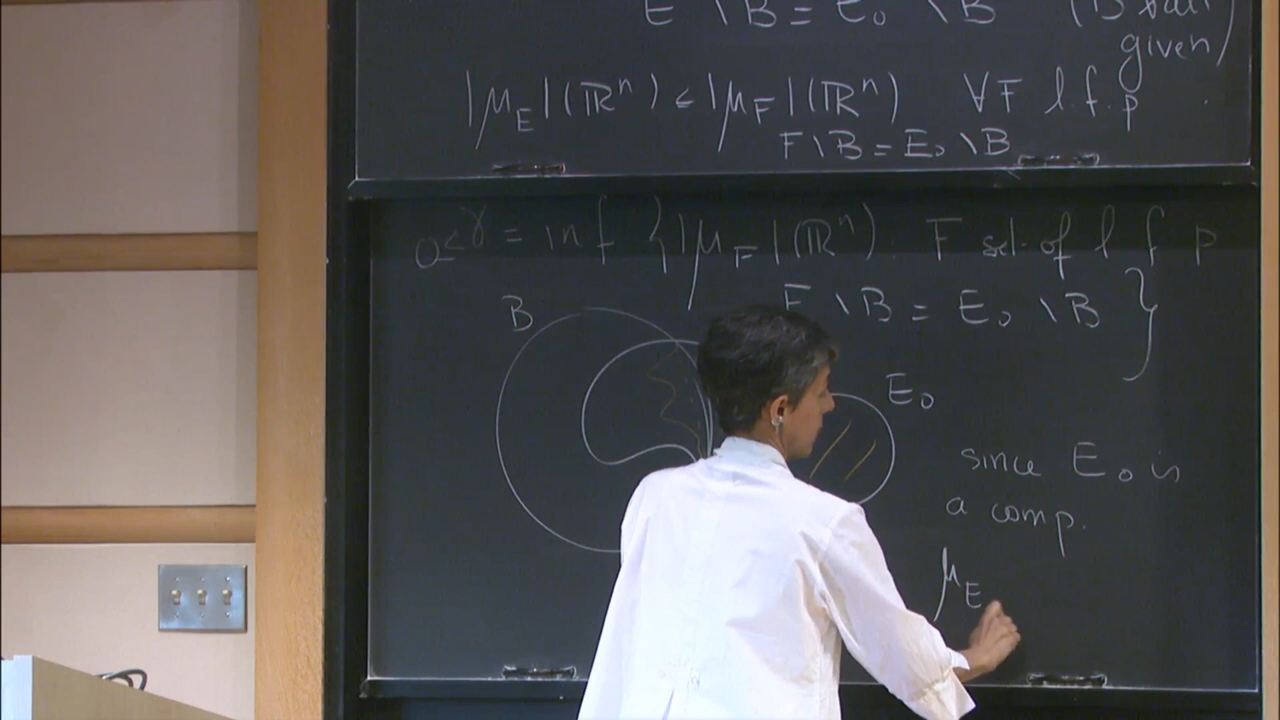 E \ B = E₀ \ B (B ball
given)
|μ_E|(ℝⁿ) ≤ |μ_F|(ℝⁿ) ∀F l.f.p.
F \ B = E₀ \ B
0 < γ = inf { |μ_F|(ℝⁿ). F set of l f p
F \ B = E₀ \ B }
B
E₀
since E₀ is
a comp.
μ_E